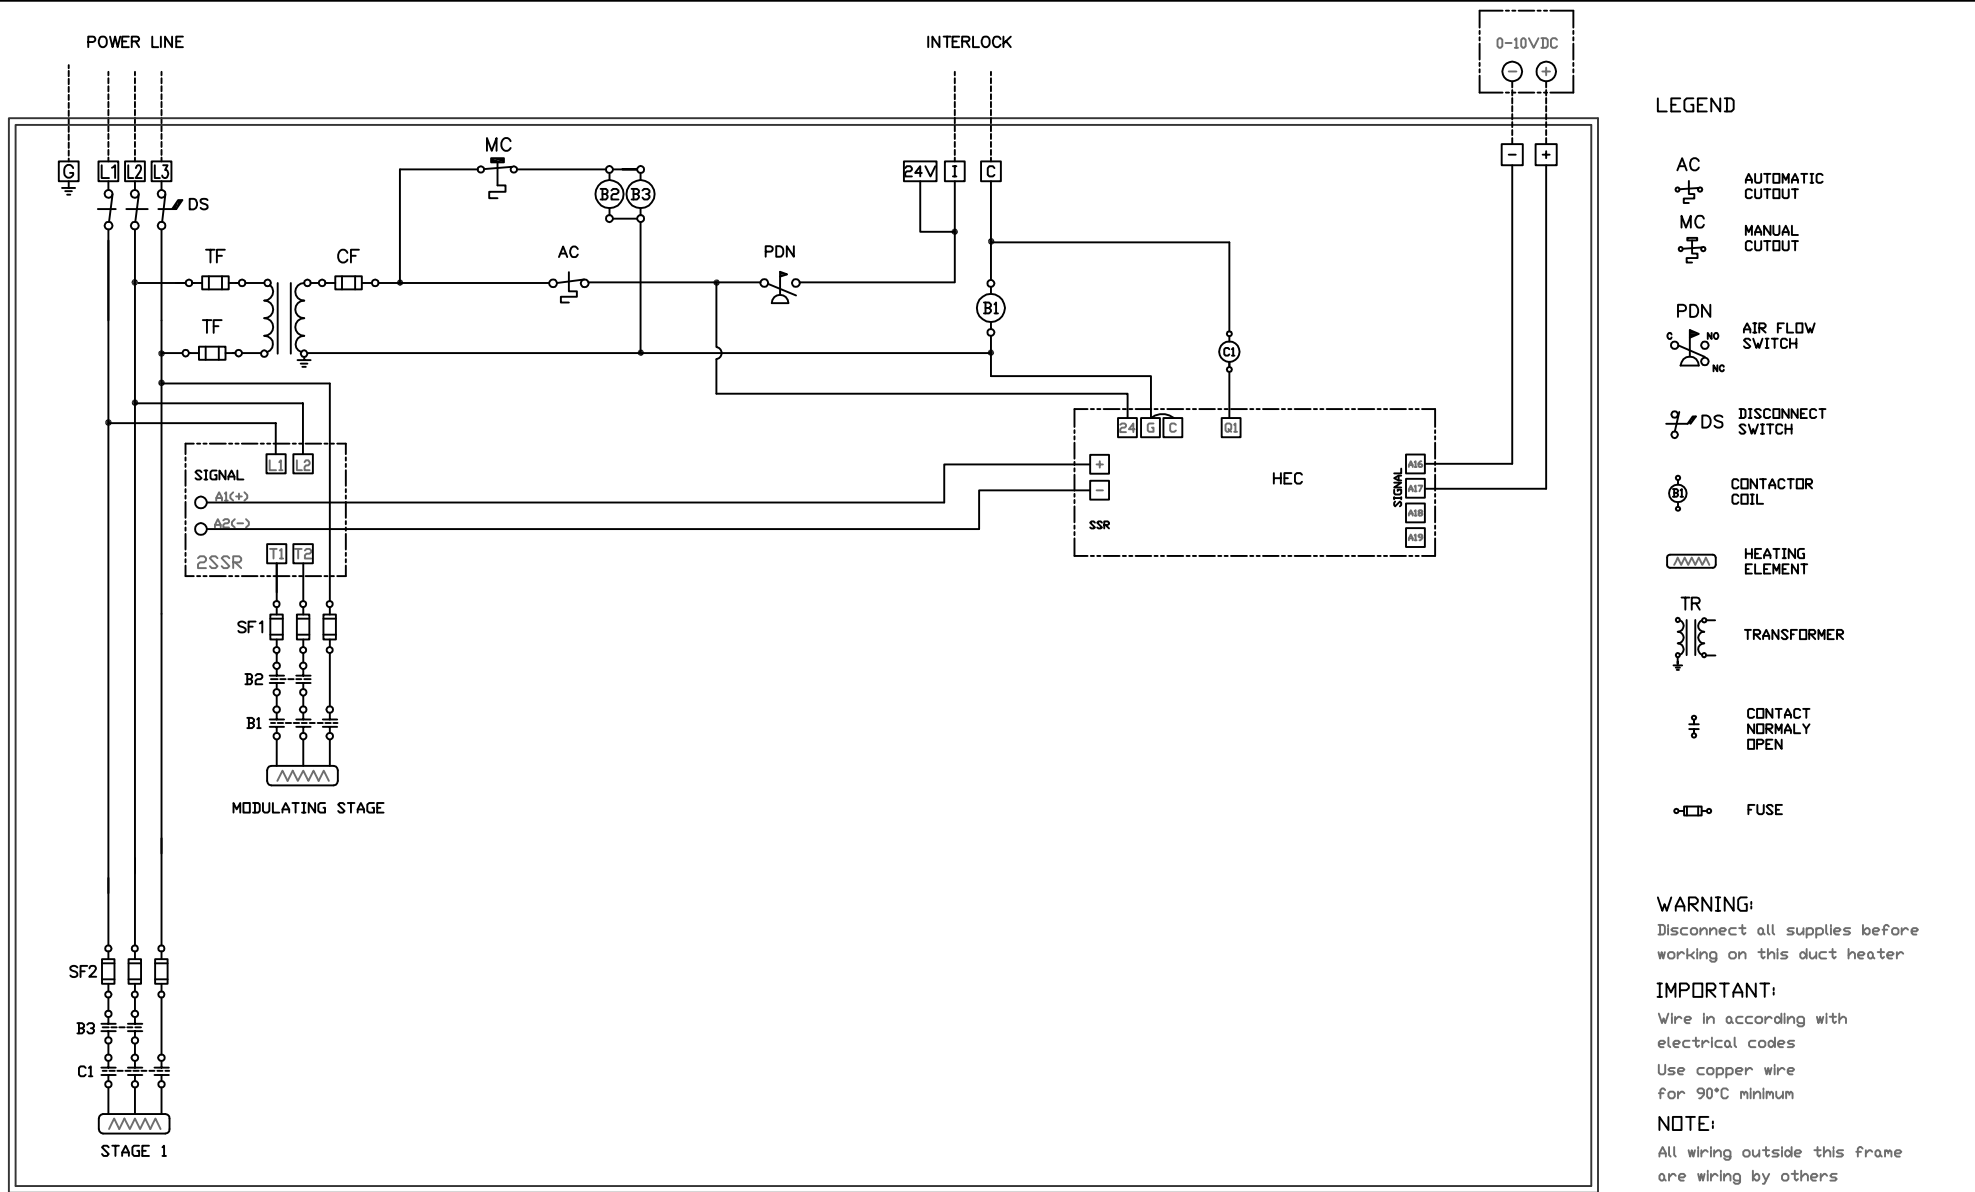 POWER LINE
INTERLOCK
0-10VDC
- +
G L1 L2 L3
DS
MC
B2 B3
24V I C
- +
TF
CF
AC
PDN
TF
B1
C1
24 G C Q1
HEC
+
-
SSR
SIGNAL
A16
A17
A18
A19
L1 L2
SIGNAL
A1(+)
A2(-)
T1 T2
2SSR
SF1
B2
B1
MODULATING STAGE
SF2
B3
C1
STAGE 1
LEGEND
AC
AUTOMATIC
CUTOUT
MC
MANUAL
CUTOUT
PDN
C
NO
NC
AIR FLOW
SWITCH
DS
DISCONNECT
SWITCH
B1
CONTACTOR
COIL
HEATING
ELEMENT
TR
TRANSFORMER
CONTACT
NORMALY
OPEN
FUSE
WARNING:
Disconnect all supplies before
working on this duct heater
IMPORTANT:
Wire in according with
electrical codes
Use copper wire
for 90°C minimum
NOTE:
All wiring outside this frame
are wiring by others